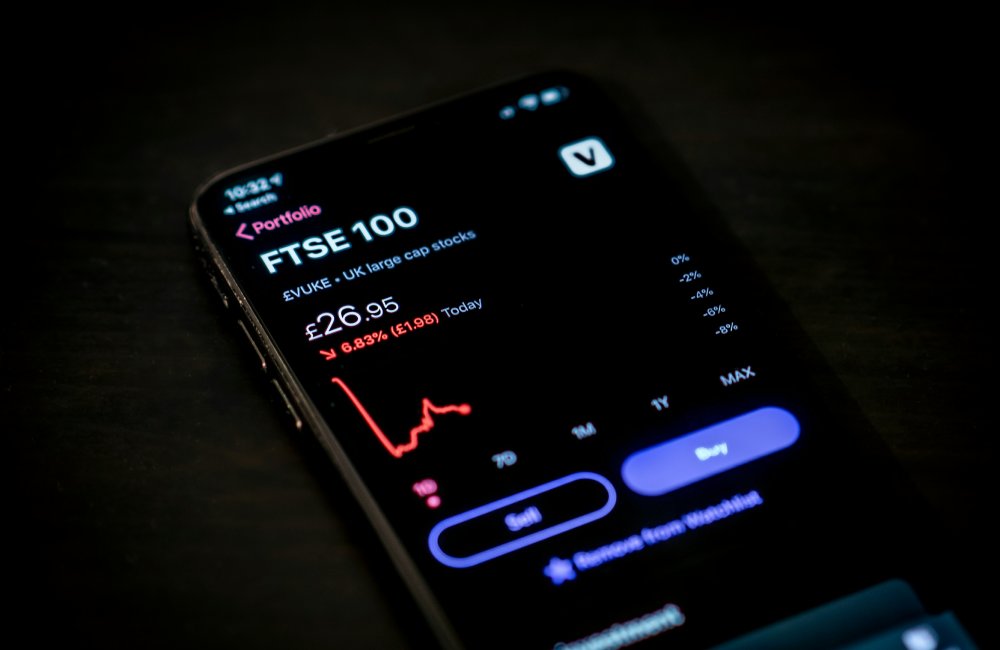 10:32
◀ Search
Portfolio
V
FTSE 100
£VUKE • UK large cap stocks
£26.95
↘ 6.83% (£1.98) Today
0%
-2%
-4%
-6%
-8%
1D 7D 1M 1Y MAX
Sell Buy
Remove from Watchlist